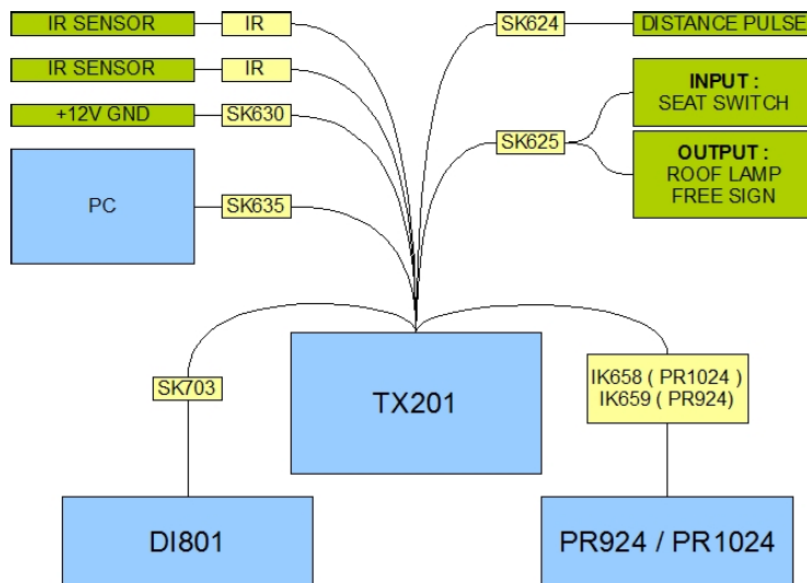 IR SENSOR
IR
SK624
DISTANCE PULSE
IR SENSOR
IR
INPUT :
SEAT SWITCH
+12V GND
SK630
SK625
OUTPUT :
ROOF LAMP
FREE SIGN
PC
SK635
SK703
TX201
IK658 ( PR1024 )
IK659 ( PR924)
DI801
PR924 / PR1024